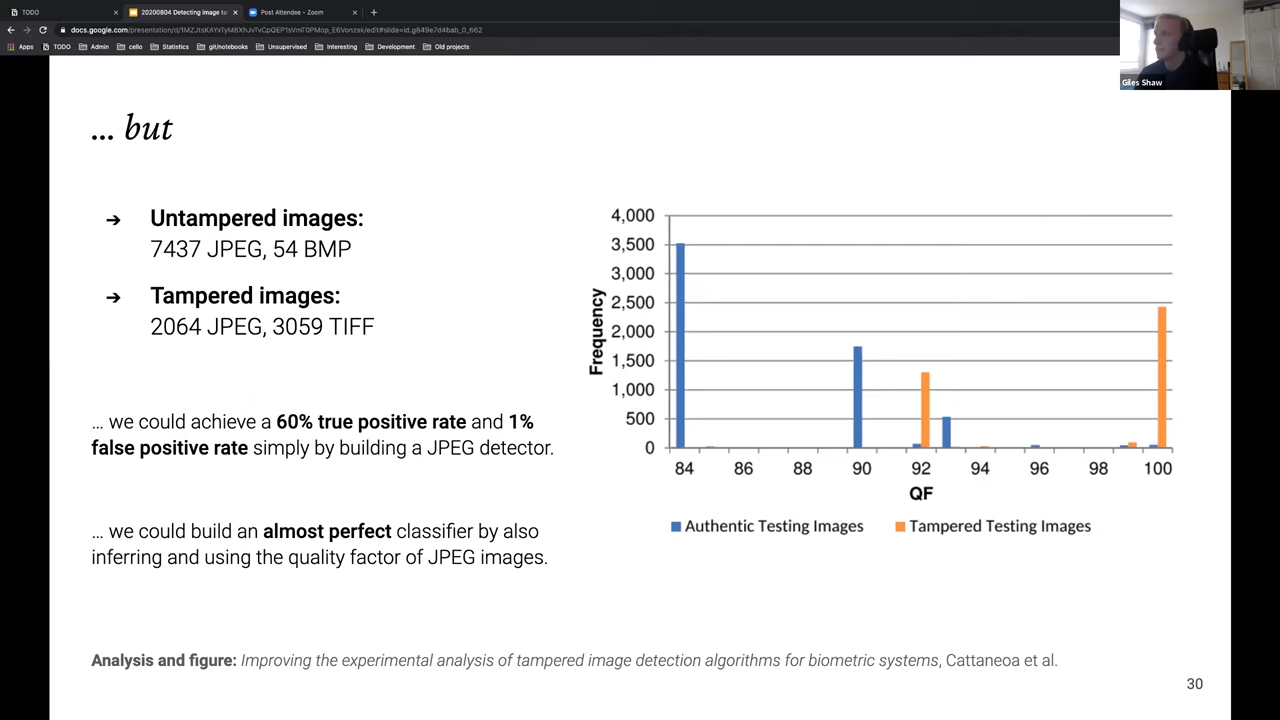 TODO
20200804 Detecting image ta
Post Attendee - Zoom
Apps
TODO
Admin
cello
Statistics
git/notebooks
Unsupervised
Interesting
Development
Old projects
Giles Shaw
... but
➔ Untampered images:
7437 JPEG, 54 BMP
➔ Tampered images:
2064 JPEG, 3059 TIFF
... we could achieve a 60% true positive rate and 1%
false positive rate simply by building a JPEG detector.
... we could build an almost perfect classifier by also
inferring and using the quality factor of JPEG images.
4,000
3,500
3,000
2,500
2,000
1,500
1,000
500
0
Frequency
84 86 88 90 92 94 96 98 100
QF
Authentic Testing Images
Tampered Testing Images
Analysis and figure: Improving the experimental analysis of tampered image detection algorithms for biometric systems, Cattaneoa et al.
30